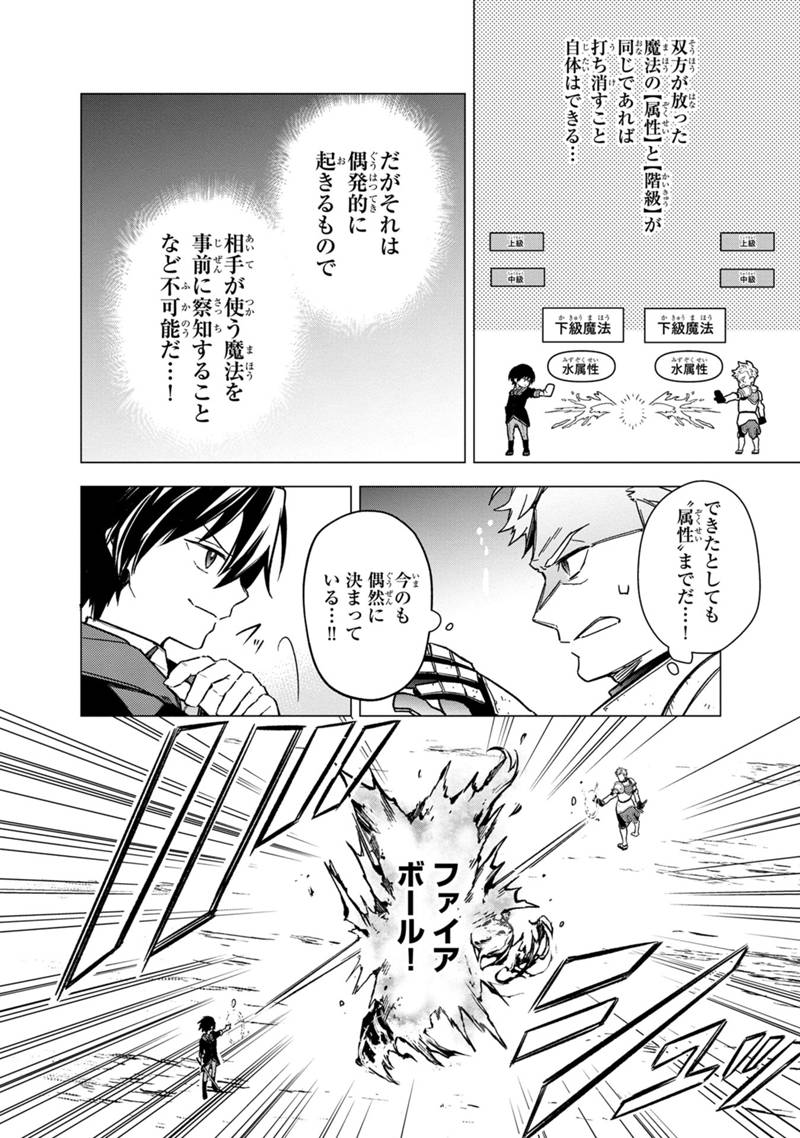 双方が放った
魔法の【属性】と【階級】が
同じであれば
打ち消すこと
自体はできる…
上級
中級
下級魔法
水属性
上級
中級
下級魔法
水属性
だがそれは
偶発的に
起きるもので
相手が使う魔法を
事前に察知すること
など不可能だ…!
できたとしても
〝属性〟までだ…!
今のも
偶然に
決まって
いる…!!
ファイア
ボール!
シュッ